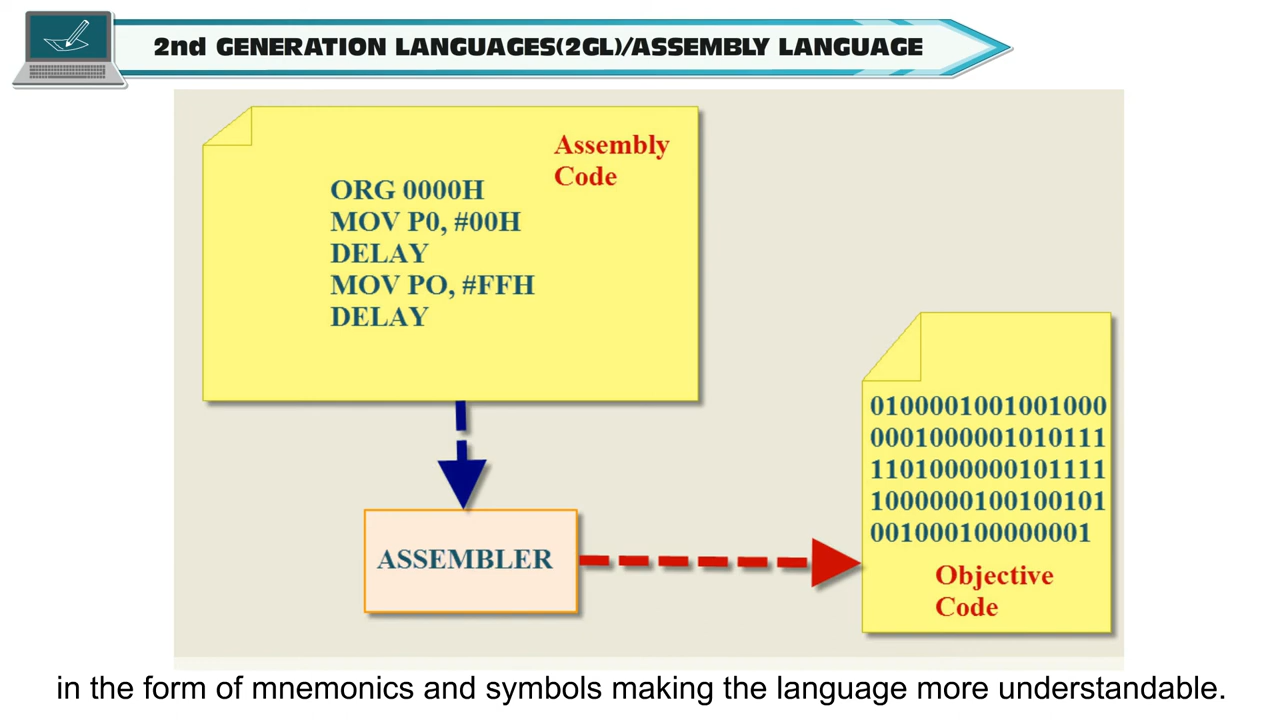 2nd GENERATION LANGUAGES(2GL)/ASSEMBLY LANGUAGE
Assembly
Code
ORG 0000H
MOV P0, #00H
DELAY
MOV PO, #FFH
DELAY
ASSEMBLER
0100001001001000
0001000001010111
1101000000101111
1000000100100101
001000100000001
Objective
Code
in the form of mnemonics and symbols making the language more understandable.